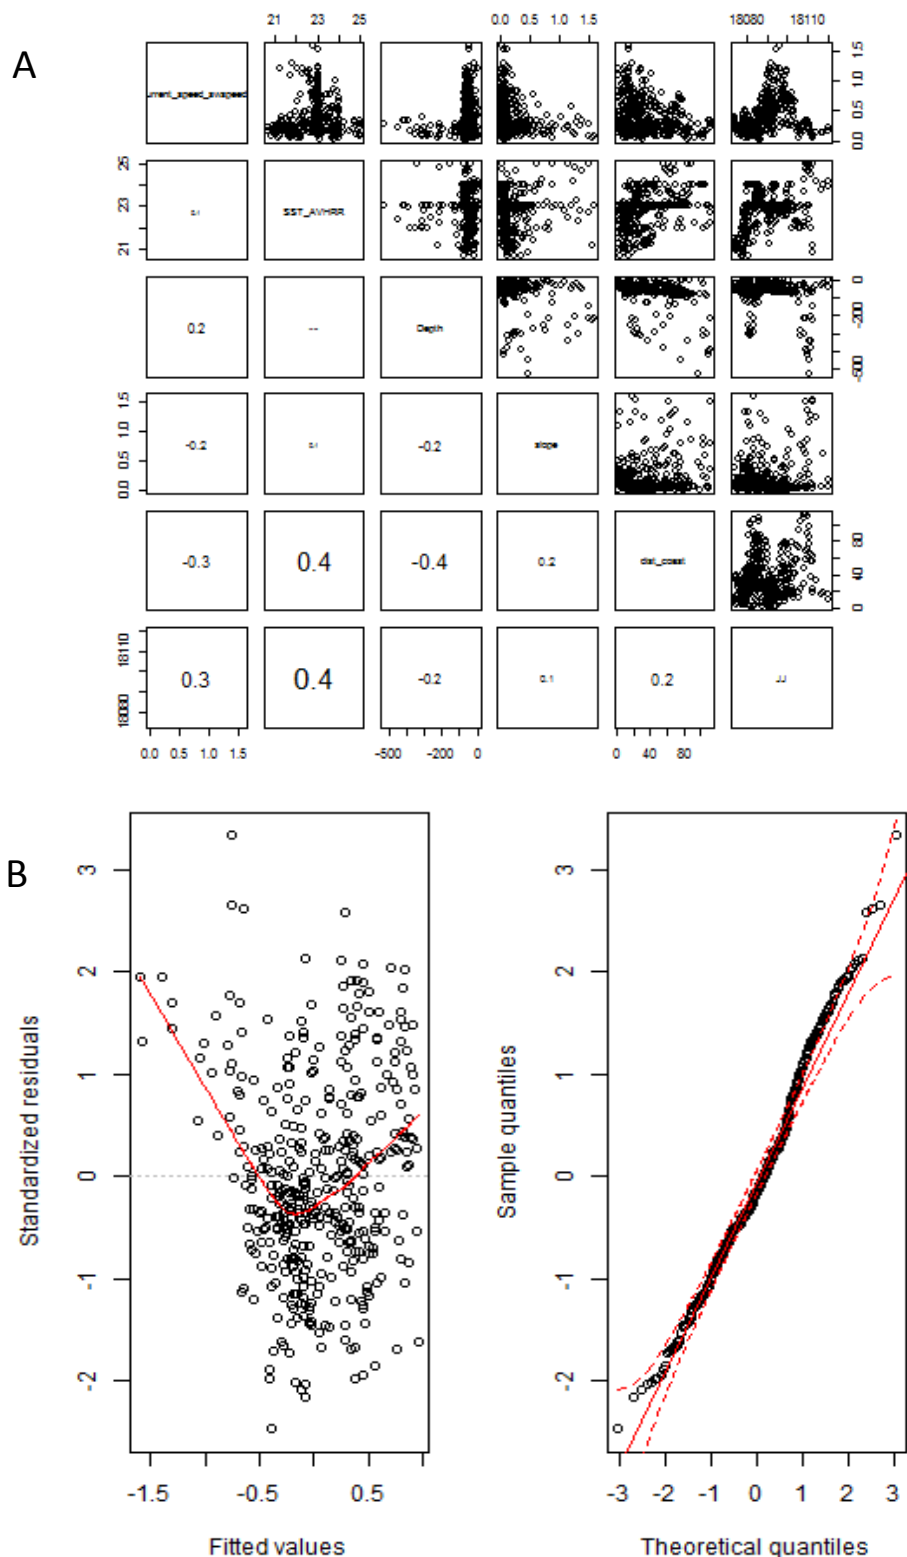 21 23 25
0.0 0.5 1.0 1.5
18080 18110
A
urrent_speed_swspeed
0.0 0.5 1.0 1.5
21 23 25
0.1
SST_AVHRR
0.2
--
Depth
-500 -200 0
0.0 0.5 1.0 1.5
-0.2
0.1
-0.2
slope
-0.3
0.4
-0.4
0.2
dist_coast
0 40 80
18080 18110
0.3
0.4
-0.2
0.1
0.2
JJ
0.0 0.5 1.0 1.5
-500 -200 0
0 40 80
B
Standardized residuals
3
2
1
0
-1
-2
-1.5 -0.5 0.5
Fitted values
Sample quantiles
3
2
1
0
-1
-2
-3 -2 -1 0 1 2 3
Theoretical quantiles